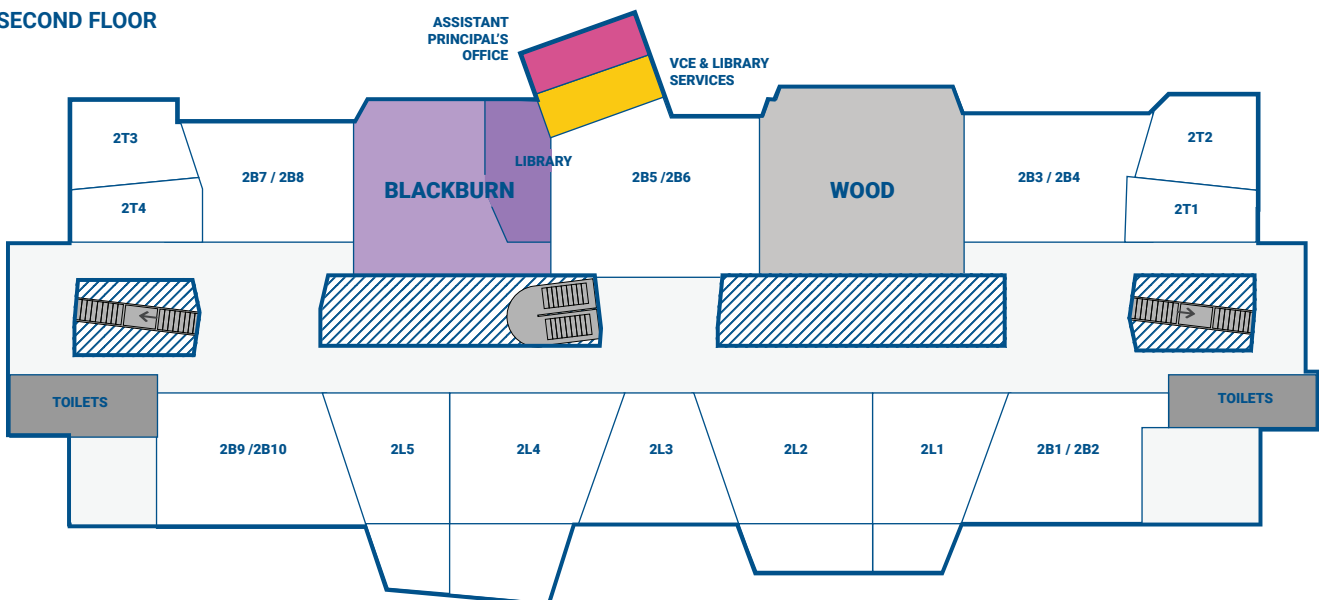 SECOND FLOOR
ASSISTANT
PRINCIPAL'S
OFFICE
VCE & LIBRARY
SERVICES
2T3
2T4
2B7 / 2B8
BLACKBURN
LIBRARY
2B5 /2B6
WOOD
2B3 / 2B4
2T2
2T1
TOILETS
TOILETS
2B9 /2B10
2L5
2L4
2L3
2L2
2L1
2B1 / 2B2